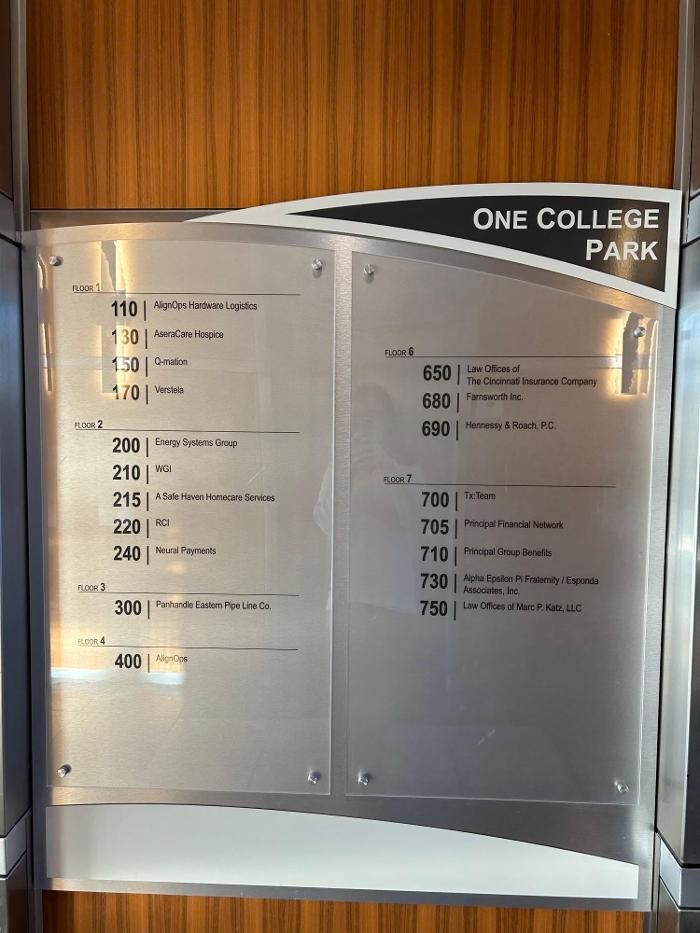 ONE COLLEGE
PARK
FLOOR 1
110 AlignOps Hardware Logistics
130 AseraCare Hospice
150 Q-mation
170 Verstela
FLOOR 2
200 Energy Systems Group
210 WGI
215 A Safe Haven Homecare Services
220 RCI
240 Neural Payments
FLOOR 3
300 Panhandle Eastern Pipe Line Co.
FLOOR 4
400 AlignOps
FLOOR 6
650 Law Offices of
The Cincinnati Insurance Company
680 Farnsworth Inc.
690 Hennessy & Roach, P.C.
FLOOR 7
700 Tx:Team
705 Principal Financial Network
710 Principal Group Benefits
730 Alpha Epsilon Pi Fraternity / Esponda
Associates, Inc.
750 Law Offices of Marc P. Katz, LLC